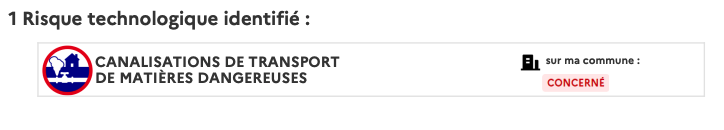 1 Risque technologique identifié :
CANALISATIONS DE TRANSPORT
DE MATIÈRES DANGEREUSES
sur ma commune :
CONCERNÉ